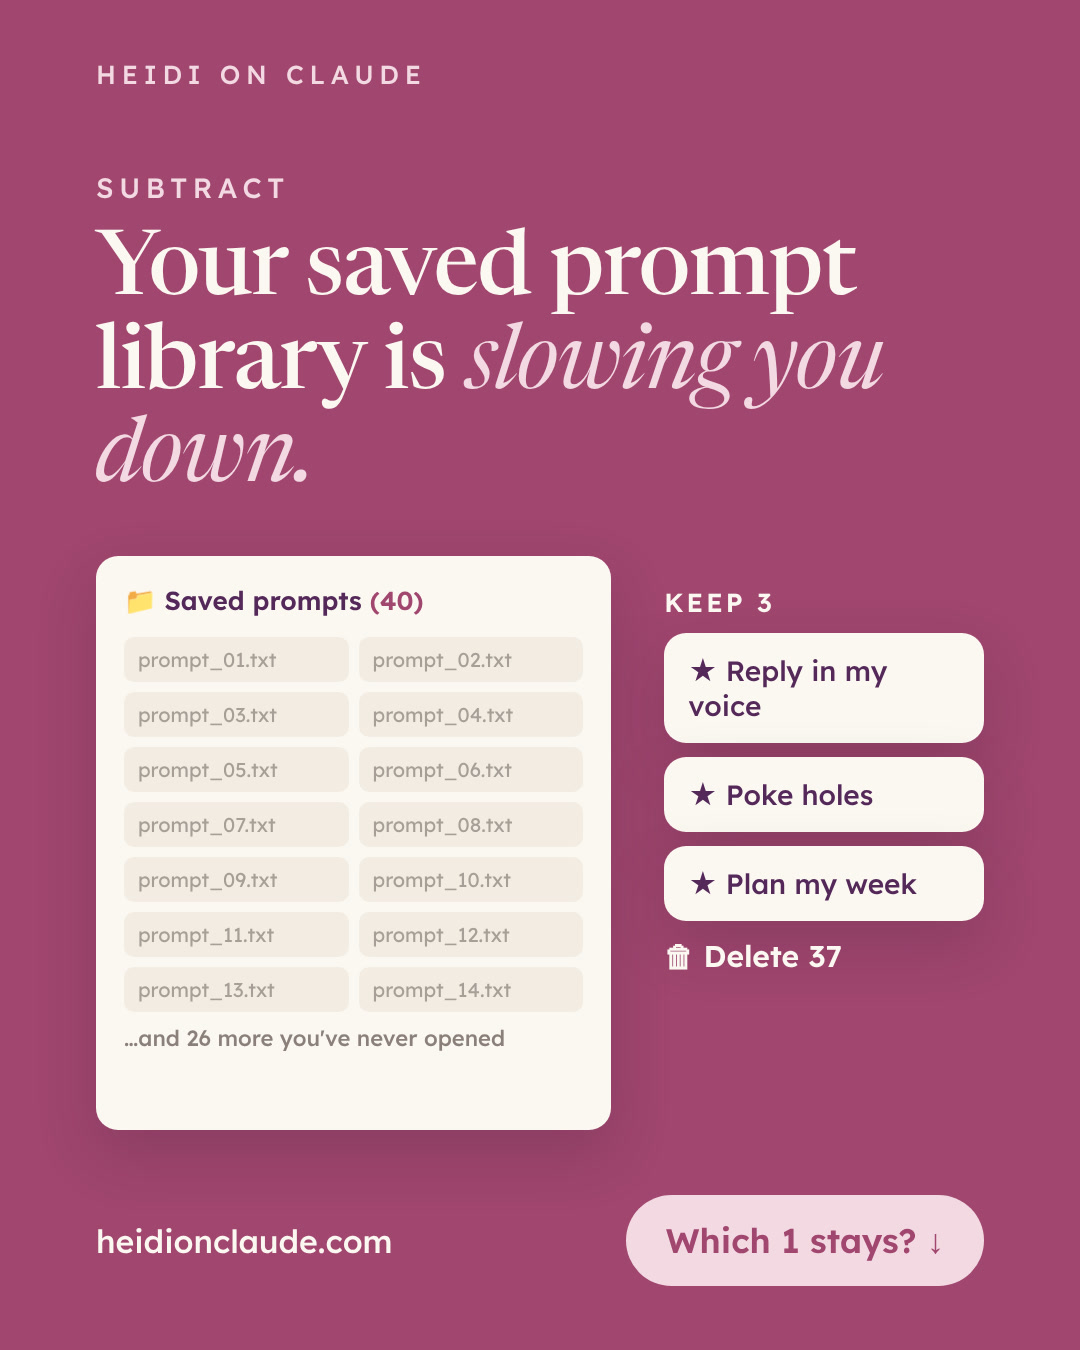 HEIDI ON CLAUDE
SUBTRACT
Your saved prompt
library is slowing you
down.
📁 Saved prompts (40)
prompt_01.txt
prompt_02.txt
prompt_03.txt
prompt_04.txt
prompt_05.txt
prompt_06.txt
prompt_07.txt
prompt_08.txt
prompt_09.txt
prompt_10.txt
prompt_11.txt
prompt_12.txt
prompt_13.txt
prompt_14.txt
...and 26 more you've never opened
KEEP 3
★ Reply in my
voice
★ Poke holes
★ Plan my week
🗑 Delete 37
heidionclaude.com
Which 1 stays? ↓